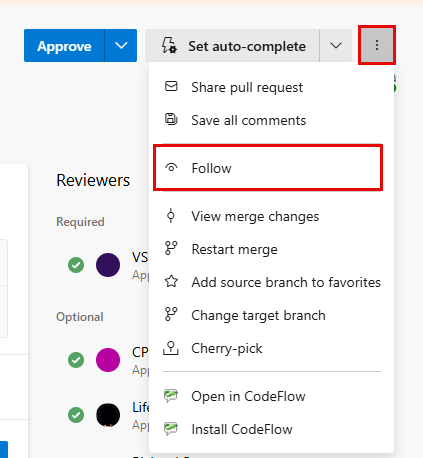 Approve
Set auto-complete
Share pull request
Save all comments
Follow
Reviewers
Required
View merge changes
Restart merge
VS
App
Add source branch to favorites
Change target branch
Optional
Cherry-pick
CP
App
Open in CodeFlow
Life
App
Install CodeFlow